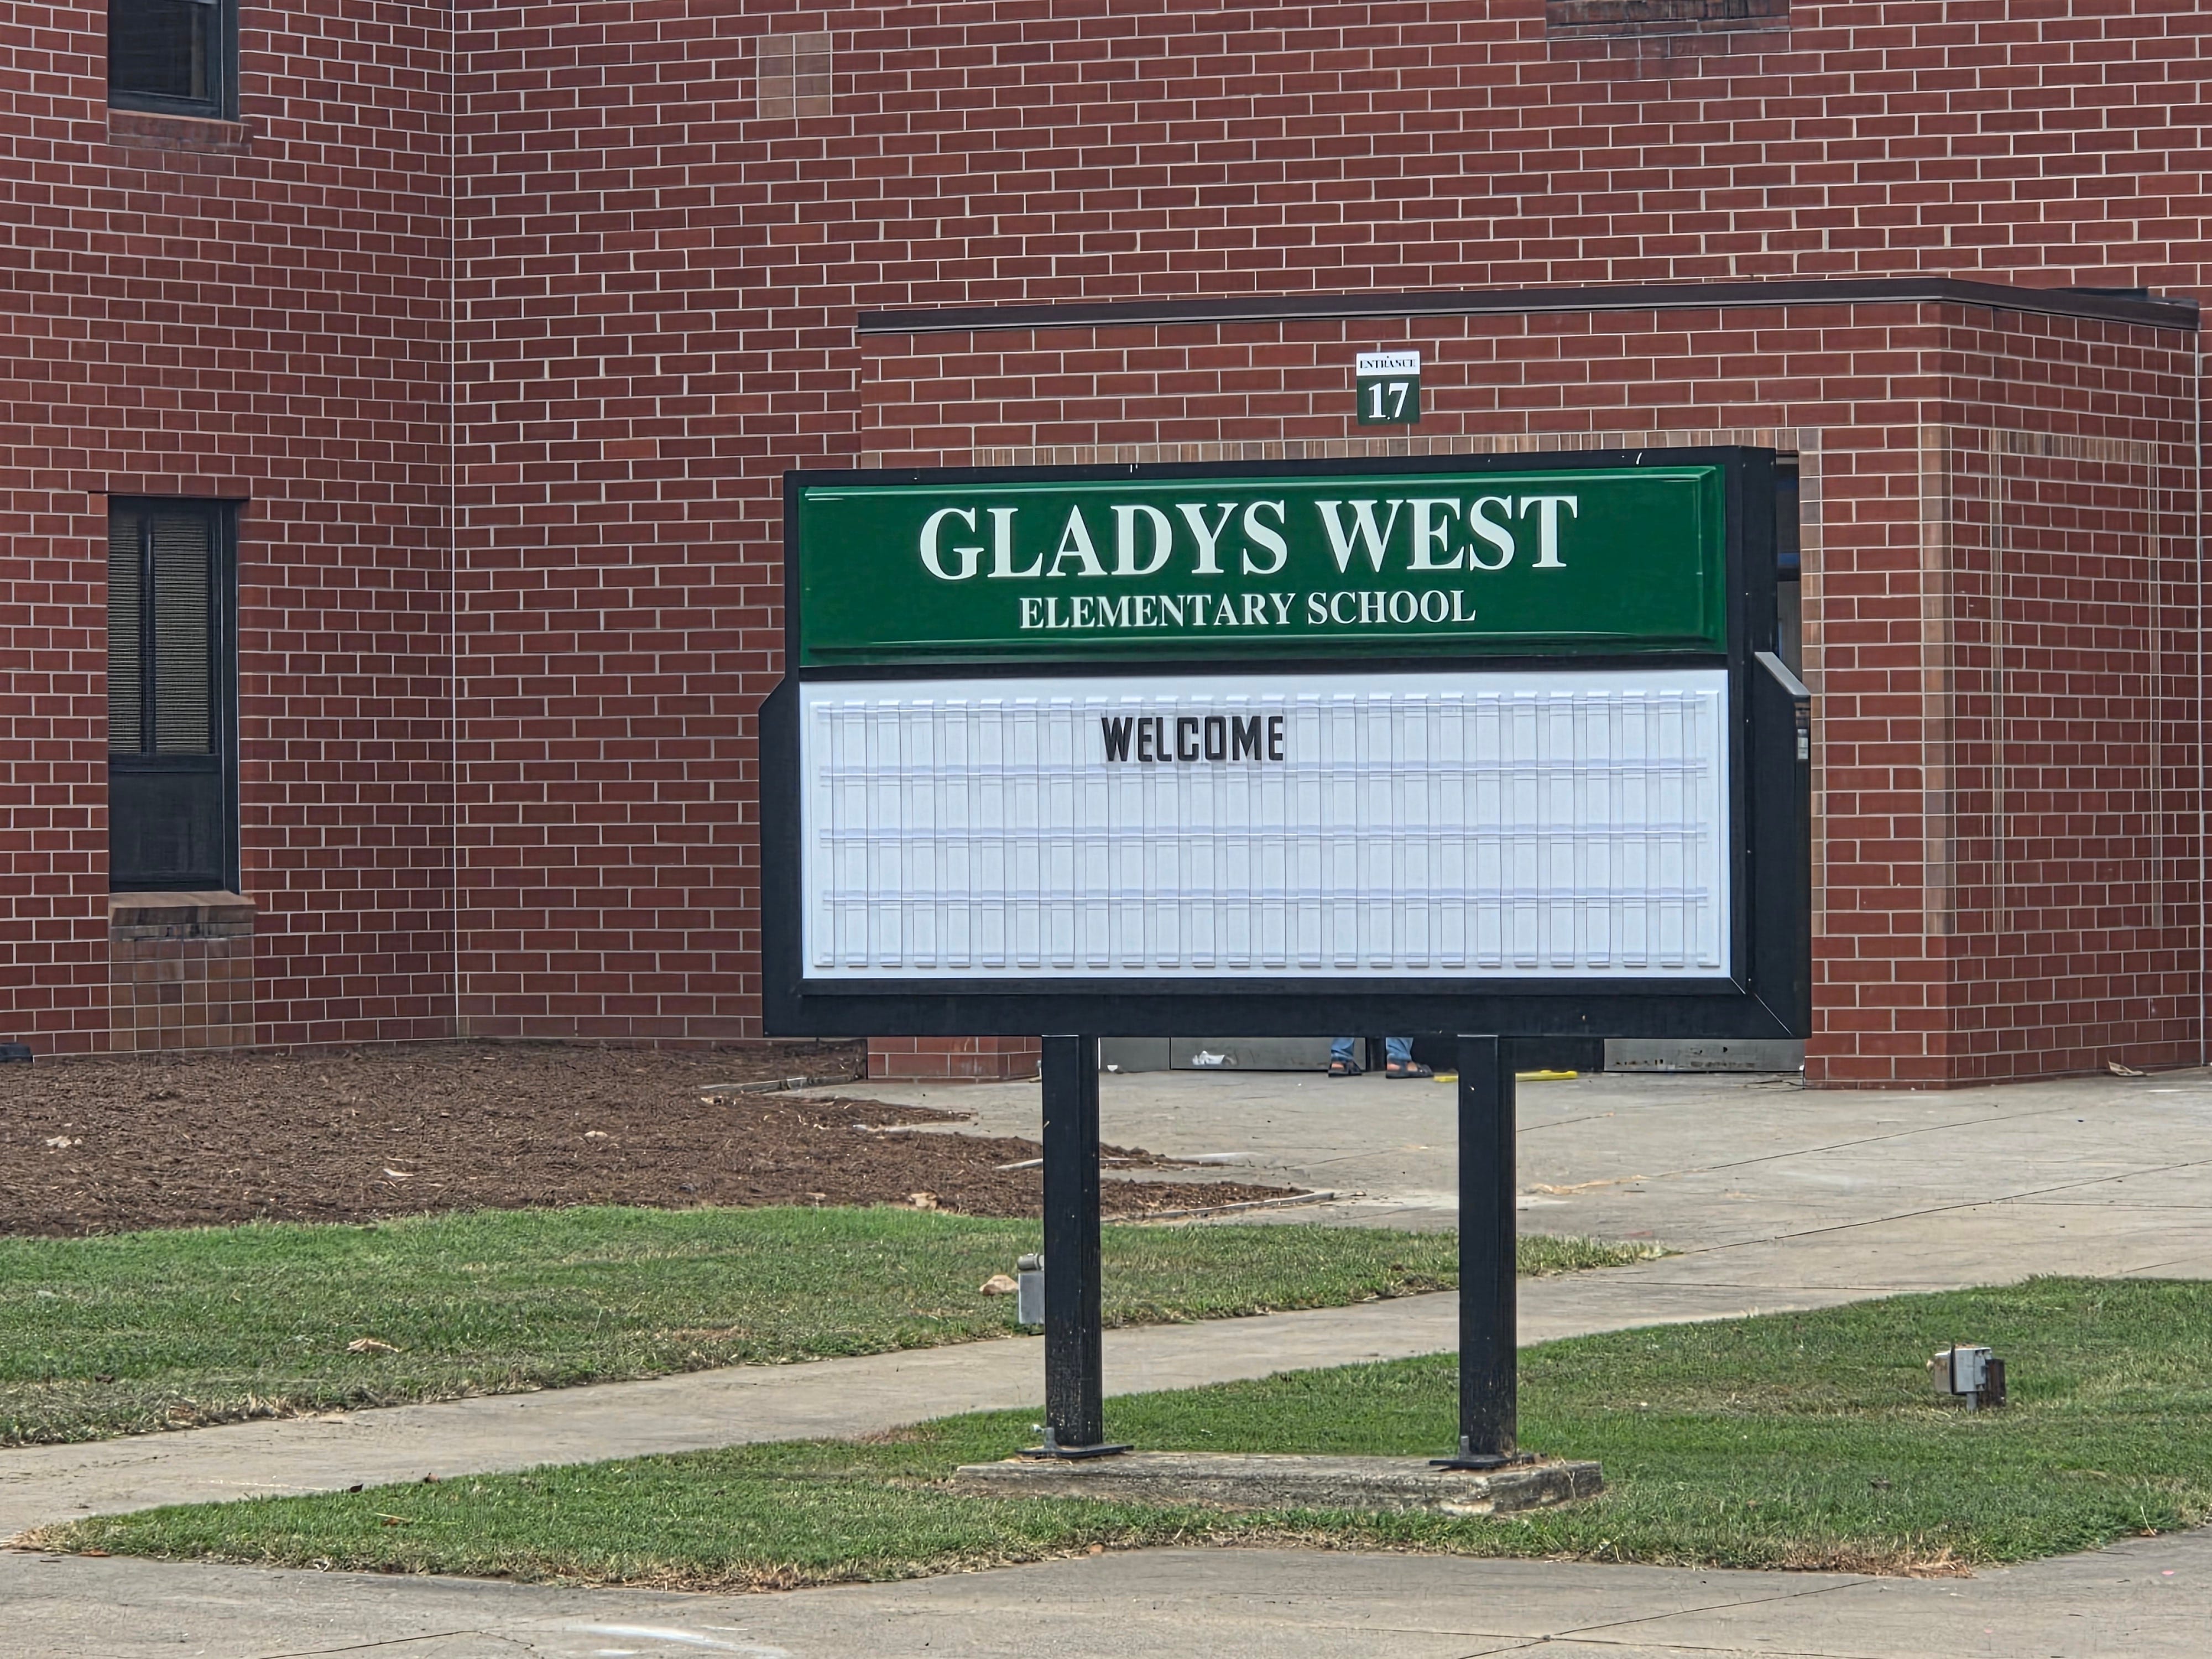 ENTRANCE
17
GLADYS WEST
ELEMENTARY SCHOOL
WELCOME